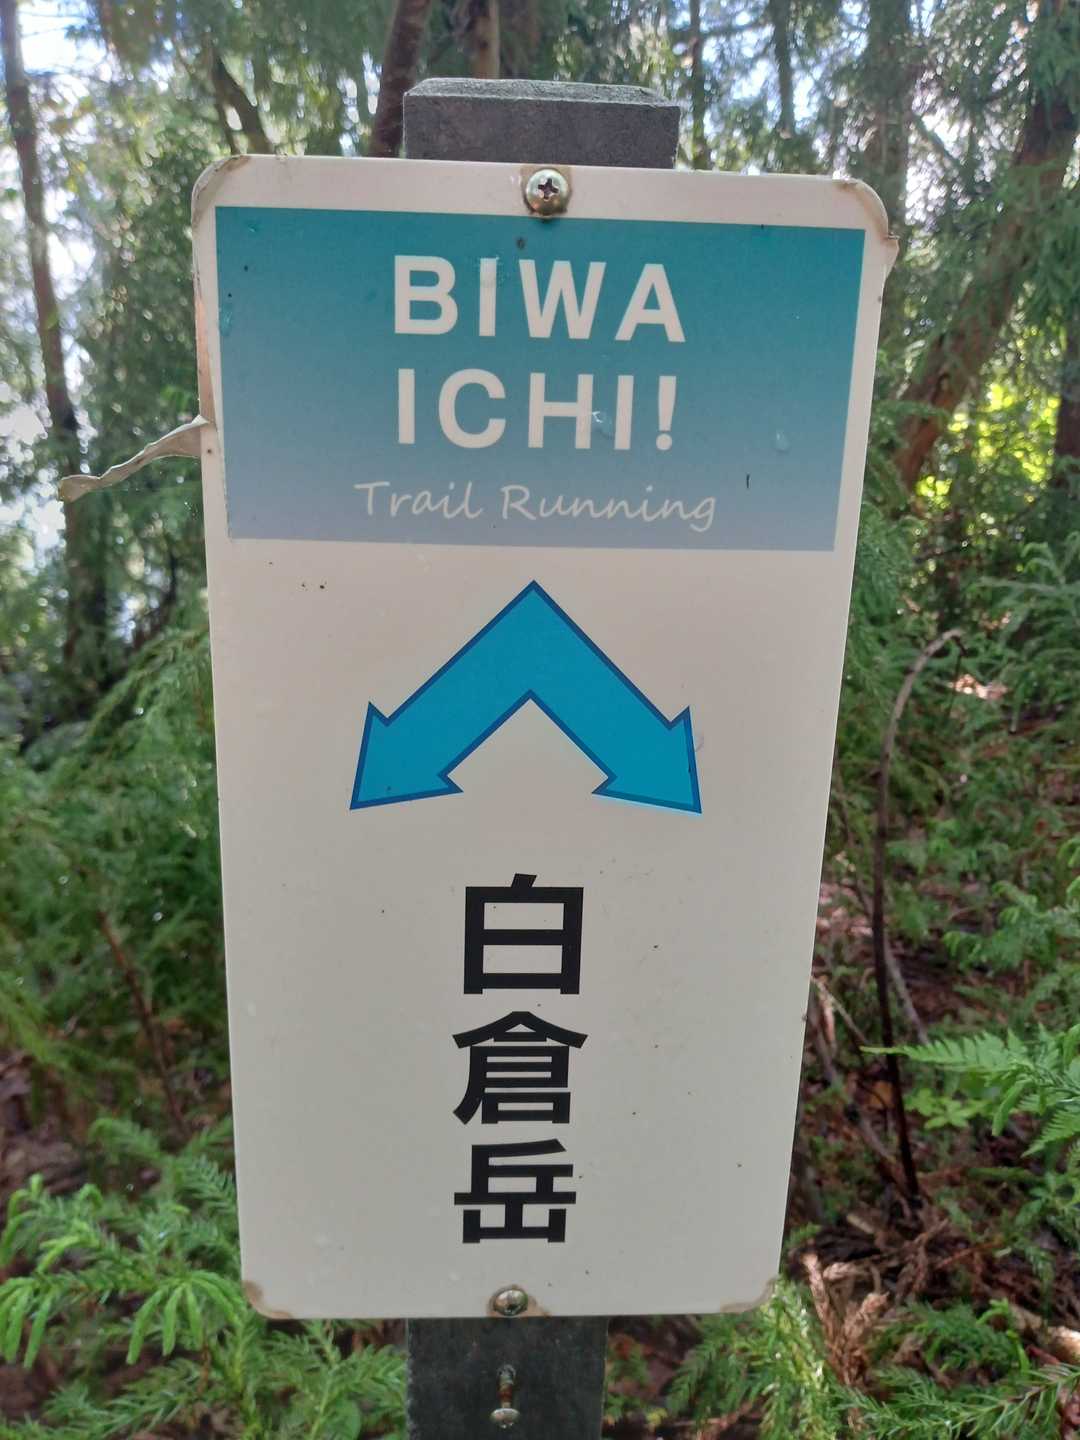 BIWA
ICHI!
Trail Running
白倉岳